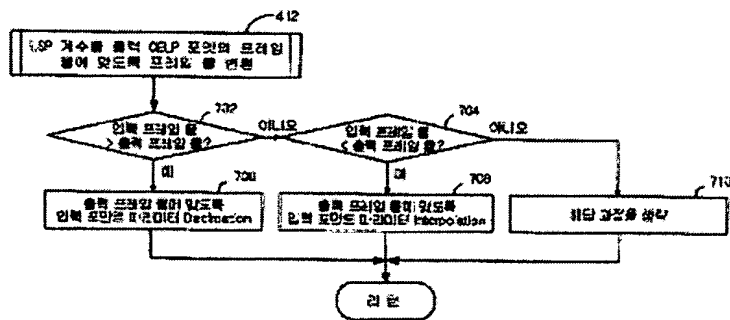 412
LSP 계수를 출력 CELP 포맷의 프레임
율에 맞도록 프레임 율 변환
702
입력 프레임 율
> 출력 프레임 율?
아니오
704
입력 프레임 율
< 출력 프레임 율?
아니오
예
예
706
출력 프레임 율에 맞도록
입력 포만트 파라미터 Decimation
708
출력 프레임 율에 맞도록
입력 포만트 파라미터 Interpolation
710
해당 과정을 생략
리 턴